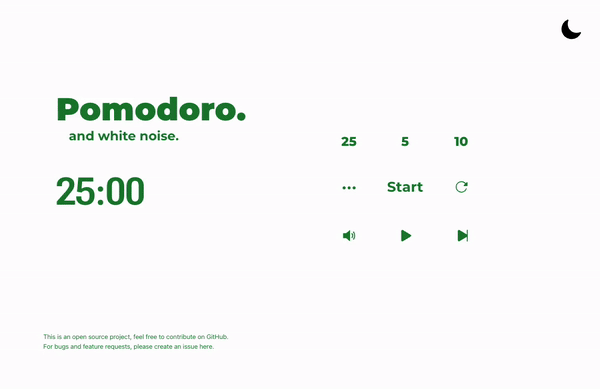 Pomodoro.
and white noise.
25:00
25 5 10
... Start
This is an open source project, feel free to contribute on GitHub.
For bugs and feature requests, please create an issue here.